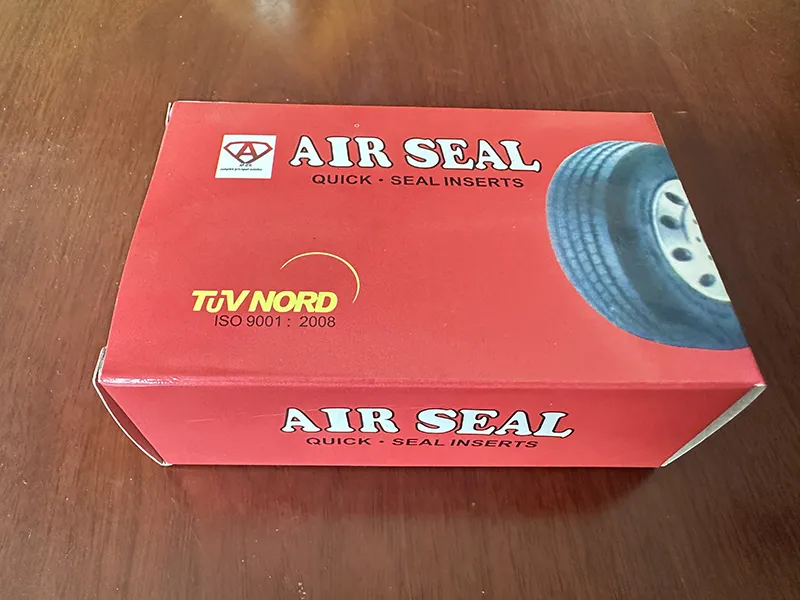 A
AIR SEAL
QUICK · SEAL INSERTS
TüV NORD
ISO 9001 : 2008
AIR SEAL
QUICK · SEAL INSERTS